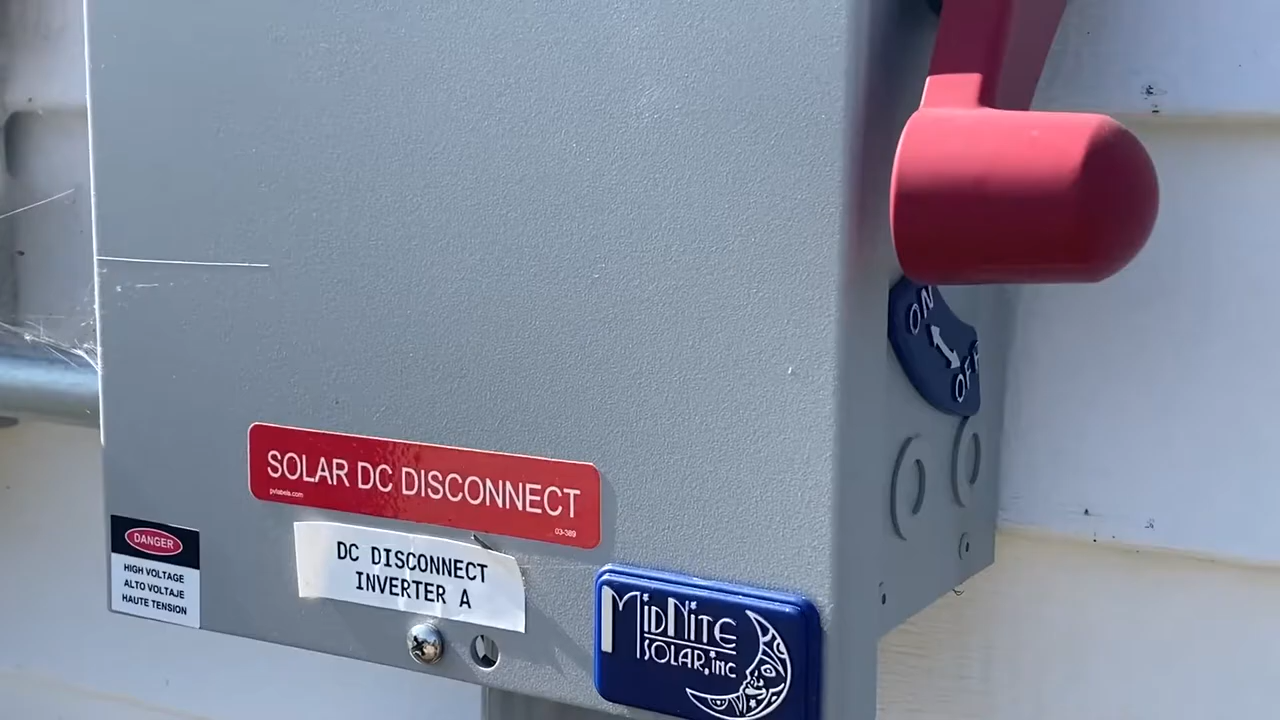 ON
OFF
SOLAR DC DISCONNECT
pvlabels.com
03-389
DANGER
HIGH VOLTAGE
ALTO VOLTAJE
HAUTE TENSION
DC DISCONNECT
INVERTER A
MIDNITE
SOLAR, INC